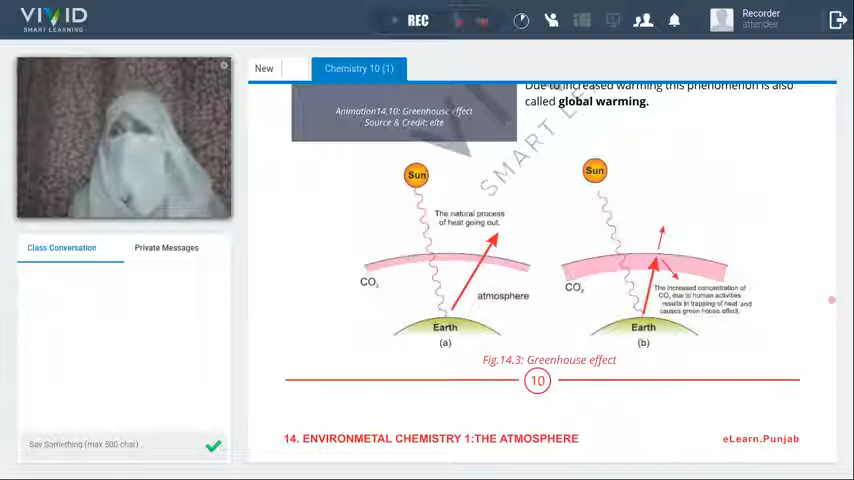 VIVID
SMART LEARNING
REC
Recorder
attendee
New
Chemistry 10 (1)
Class Conversation
Private Messages
Say Something (max 500 char)...
Due to increased warming this phenomenon is also
called global warming.
Animation14.10: Greenhouse effect
Source & Credit: elte
VI
SMART LE
Sun
The natural process
of heat going out.
CO2
atmosphere
Earth
(a)
Sun
CO2
The increased concentration of
CO2 due to human activities
results in trapping of heat and
causes green house effect.
Earth
(b)
Fig.14.3: Greenhouse effect
10
14. ENVIRONMETAL CHEMISTRY 1:THE ATMOSPHERE
eLearn.Punjab